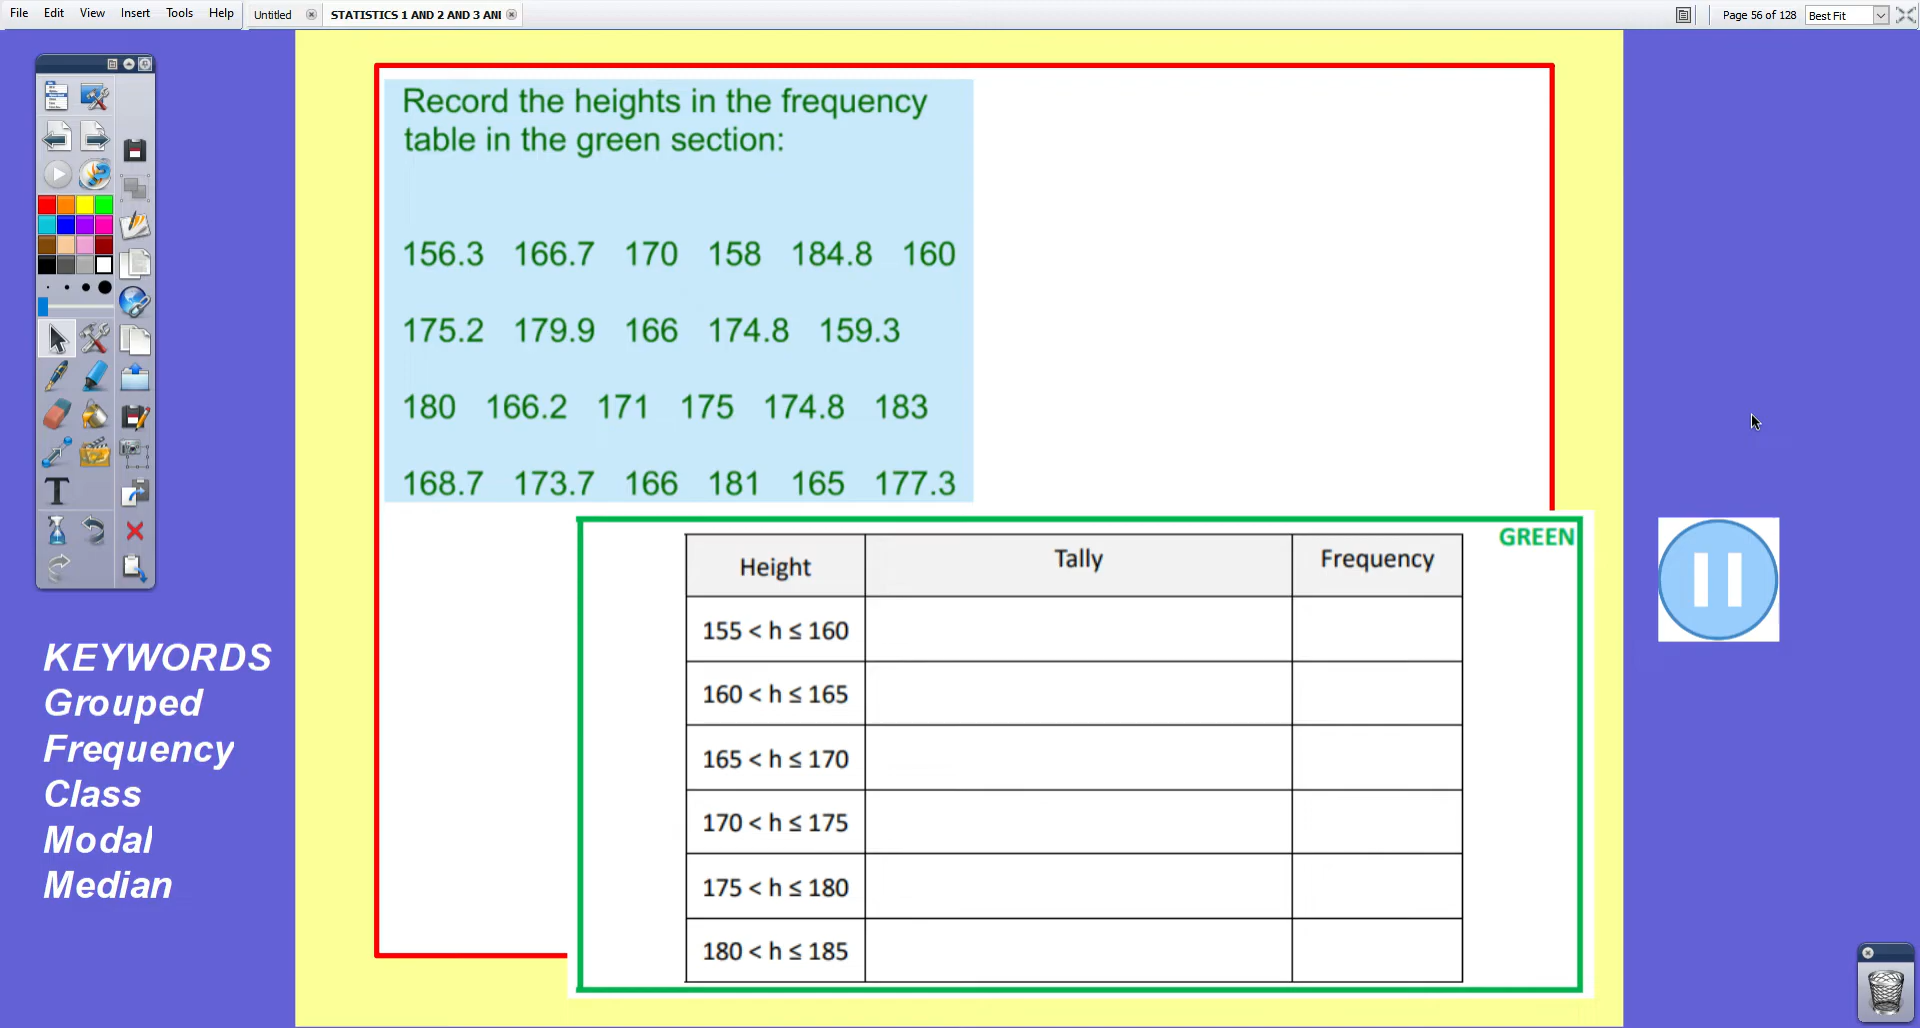 File Edit View Insert Tools Help
Untitled
STATISTICS 1 AND 2 AND 3 ANI
Page 56 of 128
Best Fit
Record the heights in the frequency
table in the green section:
156.3 166.7 170 158 184.8 160
175.2 179.9 166 174.8 159.3
180 166.2 171 175 174.8 183
168.7 173.7 166 181 165 177.3
GREEN
Height Tally Frequency
155 < h ≤ 160
160 < h ≤ 165
165 < h ≤ 170
170 < h ≤ 175
175 < h ≤ 180
180 < h ≤ 185
KEYWORDS
Grouped
Frequency
Class
Modal
Median